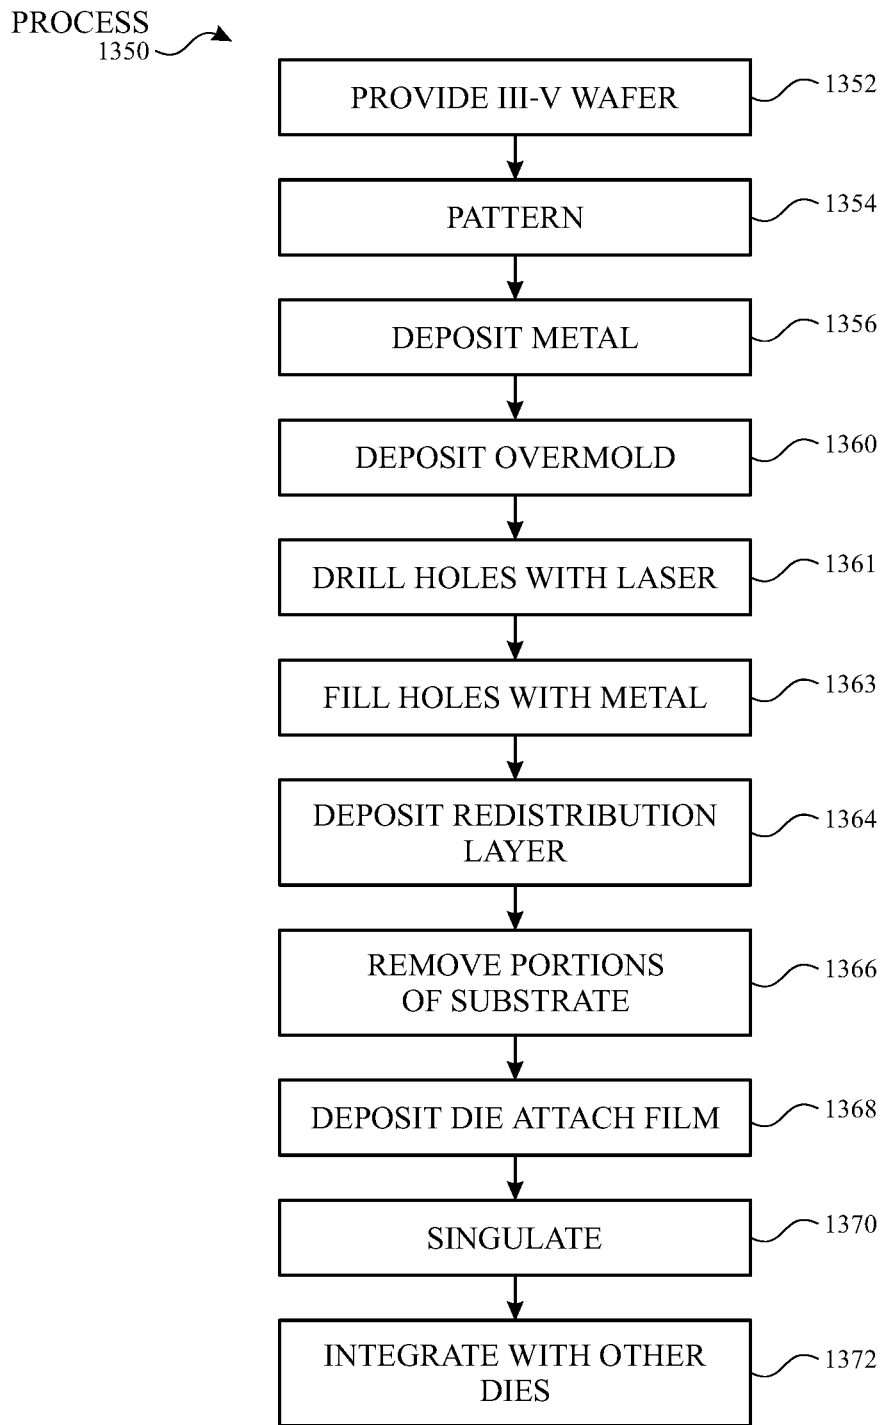 PROCESS
1350
PROVIDE III-V WAFER
1352
PATTERN
1354
DEPOSIT METAL
1356
DEPOSIT OVERMOLD
1360
DRILL HOLES WITH LASER
1361
FILL HOLES WITH METAL
1363
DEPOSIT REDISTRIBUTION
LAYER
1364
REMOVE PORTIONS
OF SUBSTRATE
1366
DEPOSIT DIE ATTACH FILM
1368
SINGULATE
1370
INTEGRATE WITH OTHER
DIES
1372